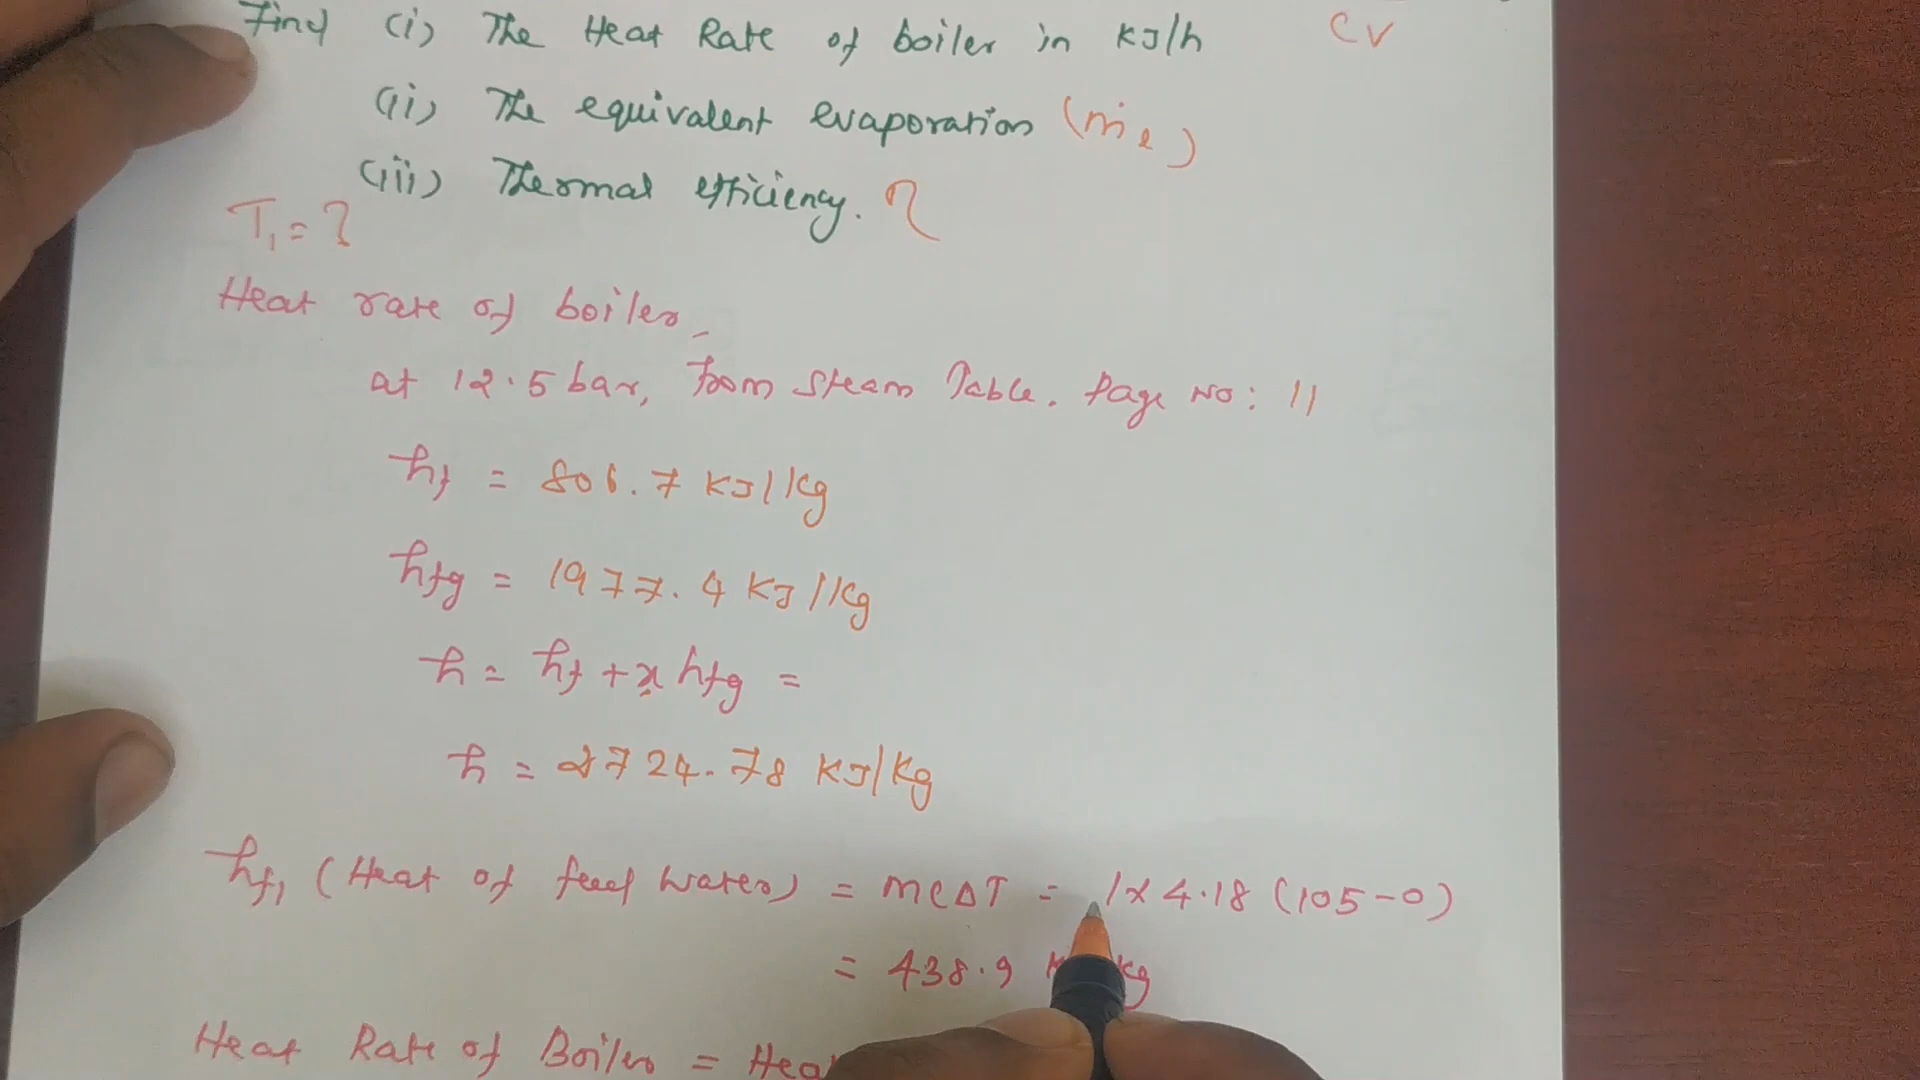 Find (i) The Heat Rate of boiler in KJ/h CV
(ii) The equivalent evaporation (ṁe)
(iii) Thermal efficiency. η
T1 = ?
Heat rate of boiler,
at 12.5 bar, from Steam Table. Page No: 11
hf = 806.7 KJ/kg
hfg = 1977.4 KJ/kg
h = hf + x hfg =
h = 2724.78 KJ/kg
hf1 (Heat of feed water) = mcΔT = 1x 4.18 (105-0)
= 438.9
Heat Rate of Boiler =